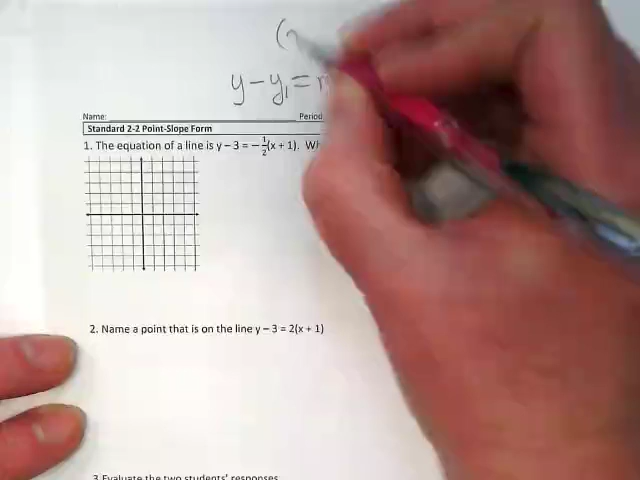 (
y - y₁ = m
Name: Period
Standard 2-2 Point-Slope Form
1. The equation of a line is y – 3 = –½(x + 1).
2. Name a point that is on the line y – 3 = 2(x + 1)
3 Evaluate the two students' responses